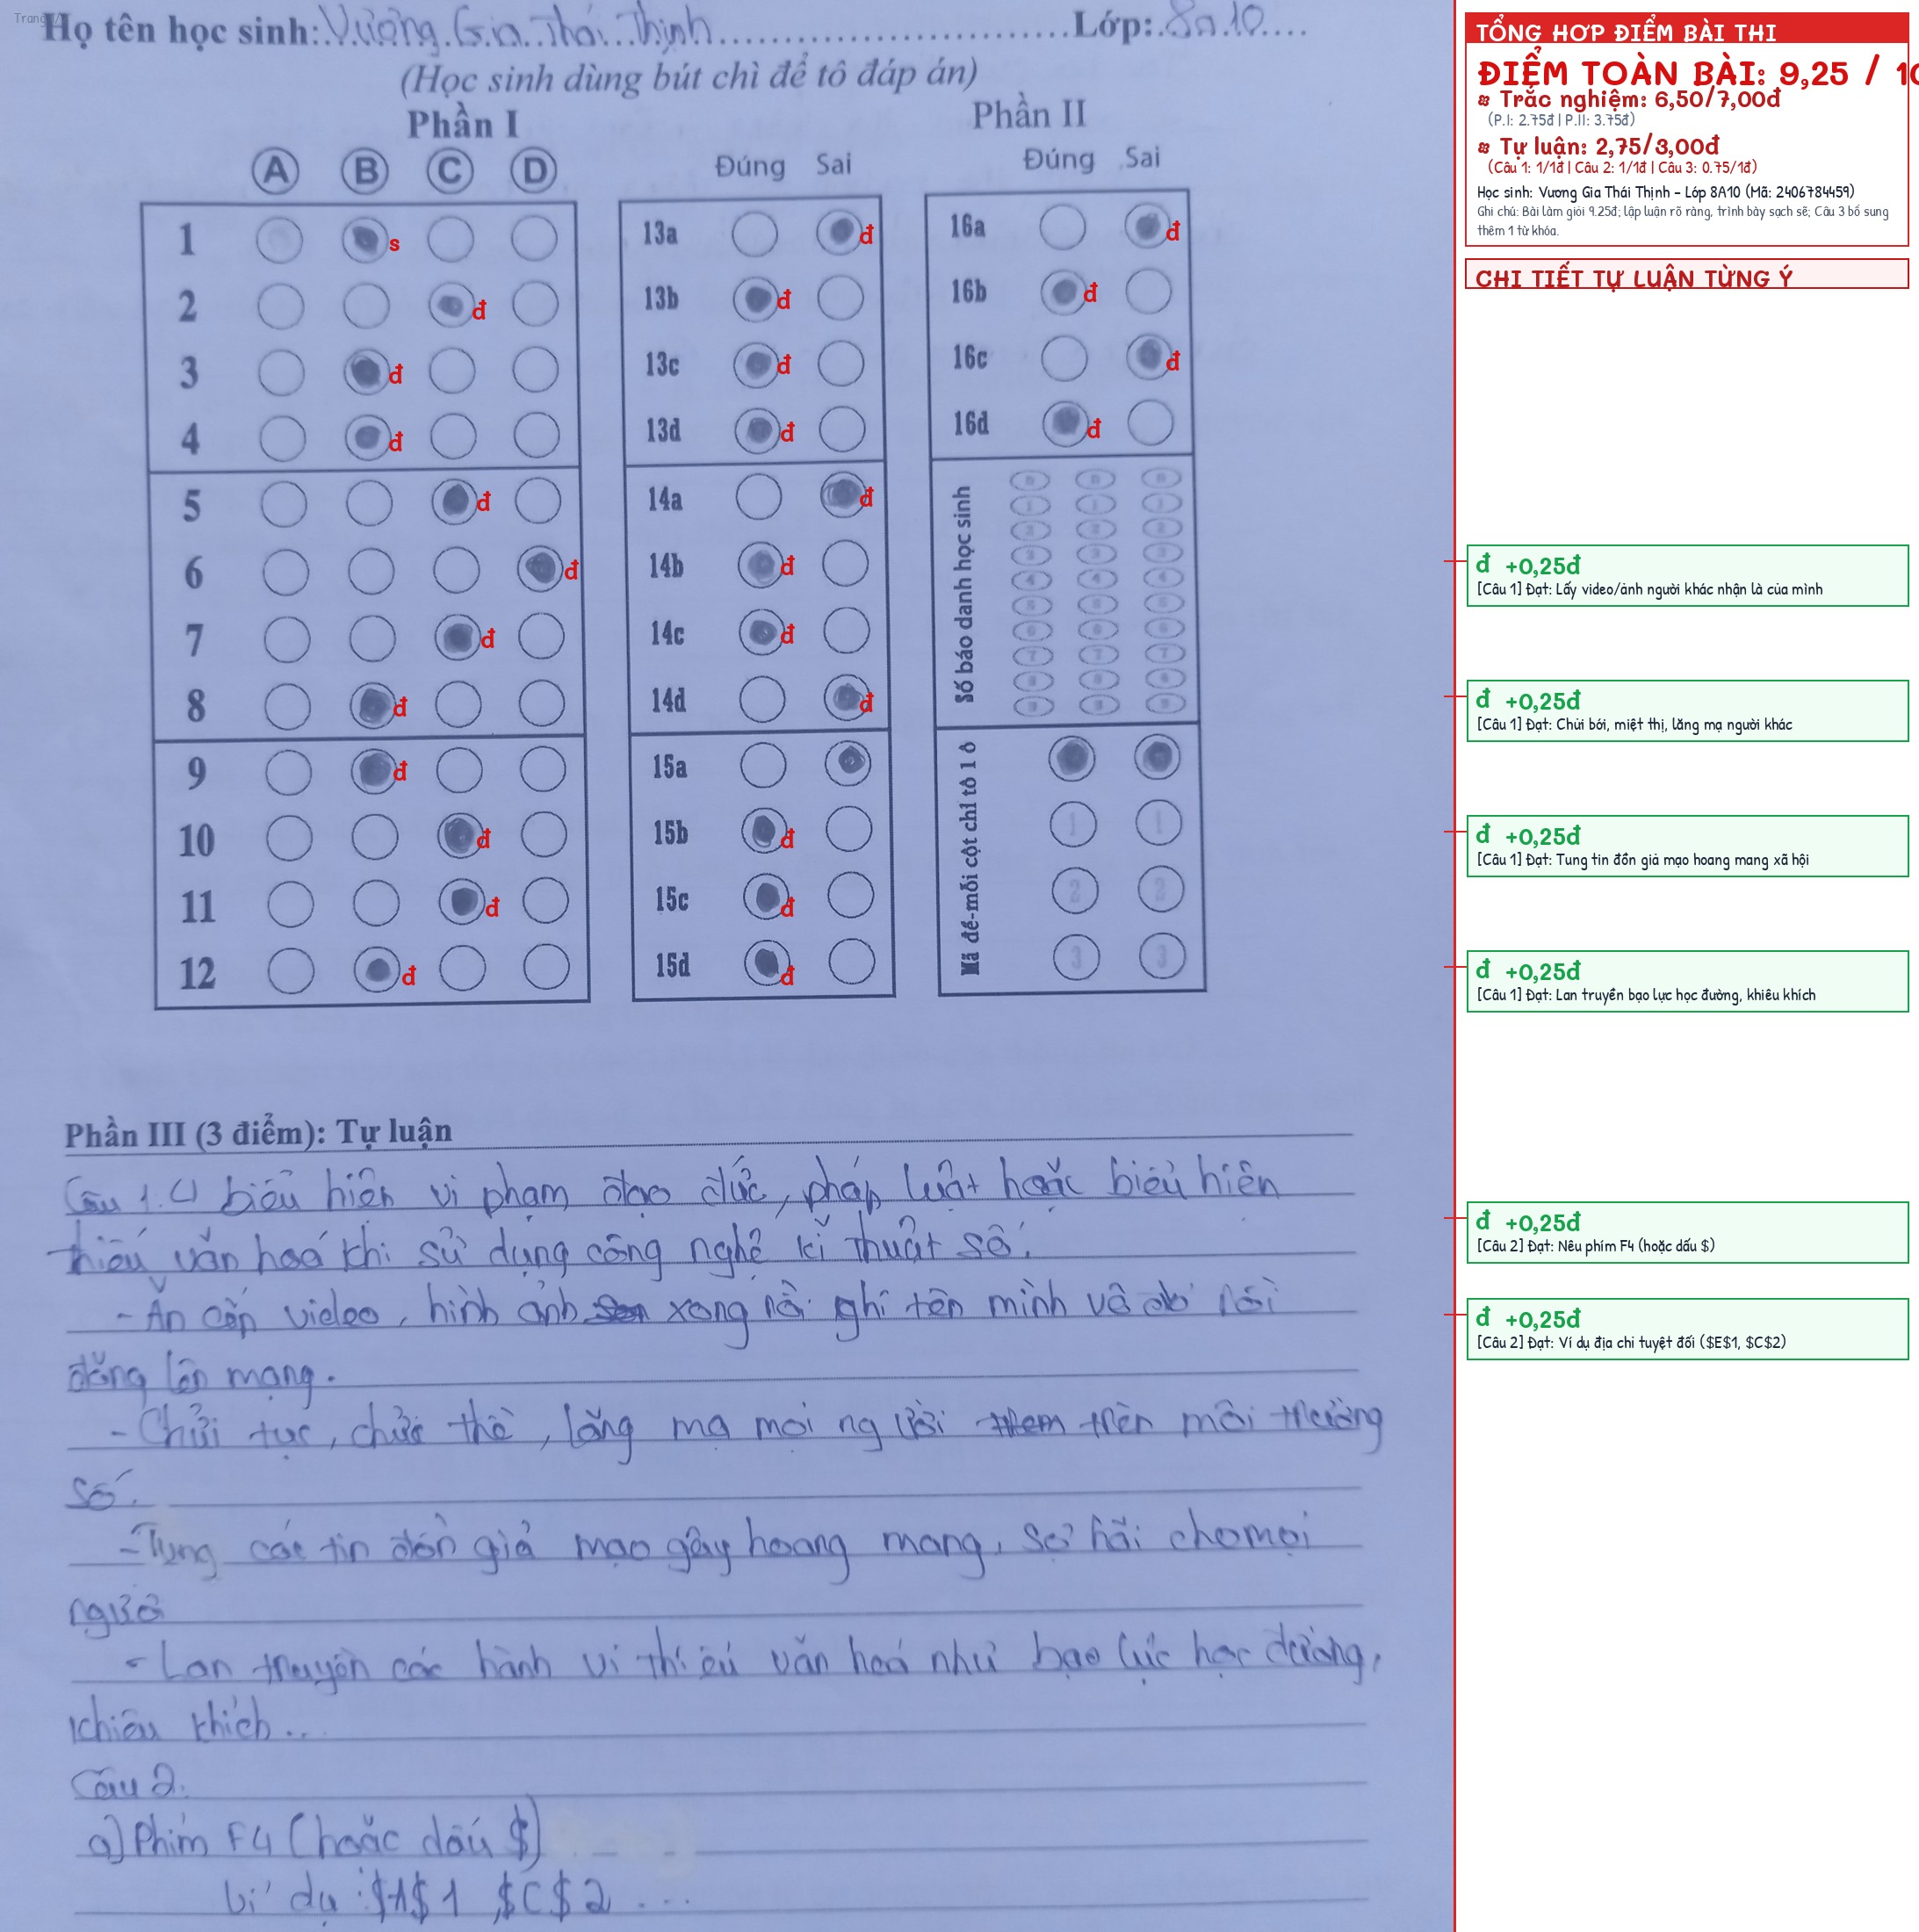 Trang 1/
Họ tên học sinh: Vương Gia Thái Thịnh Lớp: 8a10
(Học sinh dùng bút chì để tô đáp án)
Phần I
A B C D
1 s
2 đ
3 đ
4 đ
5 đ
6 đ
7 đ
8 đ
9 đ
10 đ
11 đ
12 đ
Phần II
Đúng Sai
13a đ
13b đ
13c đ
13d đ
14a đ
14b đ
14c đ
14d đ
15a
15b đ
15c đ
15d đ
Đúng Sai
16a đ
16b đ
16c đ
16d đ
Số báo danh học sinh
Mã đề-mỗi cột chỉ tô 1 ô
1 1
2 2
3 3
Phần III (3 điểm): Tự luận
Câu 1. 4 biểu hiện vi phạm đạo đức, pháp luật hoặc biểu hiện
thiếu văn hoá khi sử dụng công nghệ kĩ thuật số.
- Ăn cắp video, hình ảnh xong rồi ghi tên mình vô rồi
đăng lên mạng.
- Chửi tục, chửi thề, lăng mạ mọi người trên môi trường
số.
- Tung các tin đồn giả mạo gây hoang mang, sợ hãi cho mọi
người
- Lan truyền các hành vi thiếu văn hoá như bạo lực học đường,
khiêu khích...
Câu 2.
a) Phím F4 (hoặc dấu $)
Ví dụ: $A$1, $C$2 ...
TỔNG HỢP ĐIỂM BÀI THI
ĐIỂM TOÀN BÀI: 9,25 / 10
Trắc nghiệm: 6,50/7,00đ
(P.I: 2.75đ | P.II: 3.75đ)
Tự luận: 2,75/3,00đ
(Câu 1: 1/1đ | Câu 2: 1/1đ | Câu 3: 0.75/1đ)
Học sinh: Vương Gia Thái Thịnh - Lớp 8A10 (Mã: 2406784459)
Ghi chú: Bài làm giỏi 9.25đ; lập luận rõ ràng, trình bày sạch sẽ; Câu 3 bổ sung
thêm 1 từ khóa.
CHI TIẾT TỰ LUẬN TỪNG Ý
đ +0,25đ
[Câu 1] Đạt: Lấy video/ảnh người khác nhận là của mình
đ +0,25đ
[Câu 1] Đạt: Chửi bới, miệt thị, lăng mạ người khác
đ +0,25đ
[Câu 1] Đạt: Tung tin đồn giả mạo hoang mang xã hội
đ +0,25đ
[Câu 1] Đạt: Lan truyền bạo lực học đường, khiêu khích
đ +0,25đ
[Câu 2] Đạt: Nêu phím F4 (hoặc dấu $)
đ +0,25đ
[Câu 2] Đạt: Ví dụ địa chỉ tuyệt đối ($E$1, $C$2)